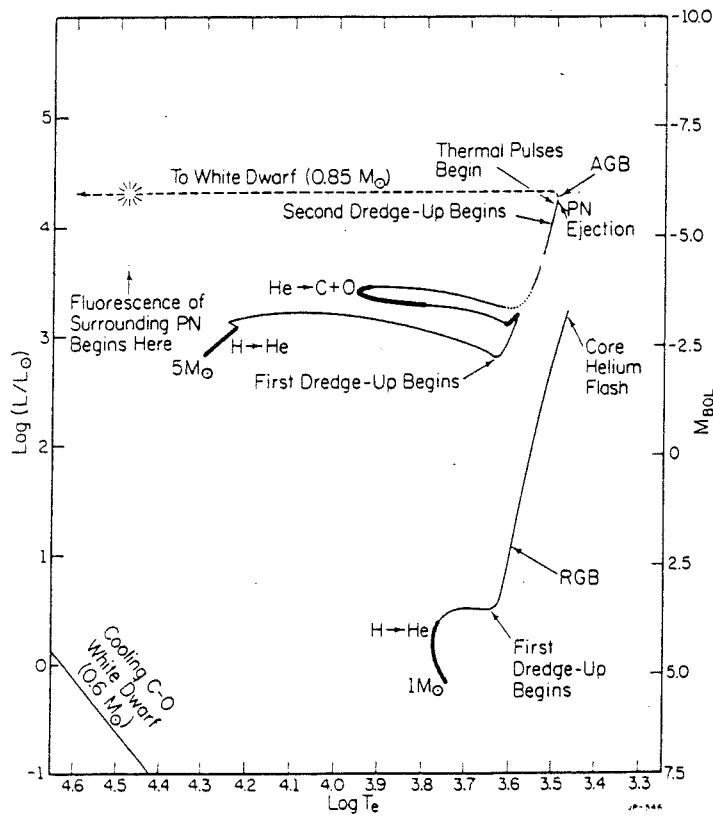 -10.0
5
-7.5
Thermal Pulses
Begin
AGB
To White Dwarf (0.85 M⊙)
PN
Ejection
Second Dredge-Up Begins
4
-5.0
He→C+O
Fluorescence of
Surrounding PN
Begins Here
H→He
3
5M⊙
First Dredge-Up Begins
-2.5
Core
Helium
Flash
Log (L/L⊙)
MBOL
2
0
1
RGB
2.5
H→He
First
Dredge-Up
Begins
1M⊙
0
5.0
Cooling C-O
White Dwarf
(0.6 M⊙)
-1
7.5
4.6 4.5 4.4 4.3 4.2 4.1 4.0 3.9 3.8 3.7 3.6 3.5 3.4 3.3
Log Te
JP-546